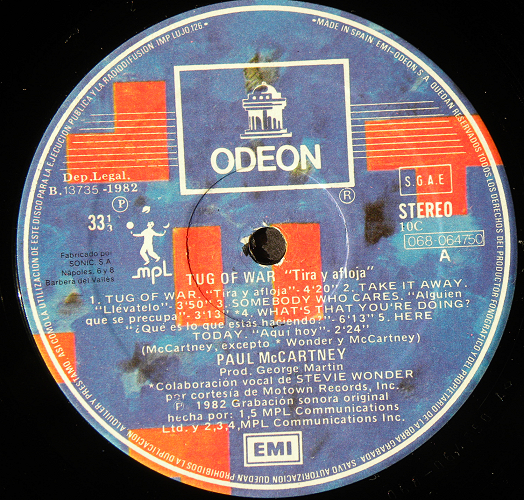 •MADE IN SPAIN EMI-ODEON, S.A. QUEDAN RESERVADOS TODOS LOS DERECHOS DEL PRODUCTOR FONOGRAFICO Y DEL PROPIETARIO DE LA OBRA GRABADA. SALVO AUTORIZACION QUEDAN PROHIBIDOS LA DUPLICACION, ALQUILER Y PRESTAMO, ASI COMO LA UTILIZACION DE ESTE DISCO PARA LA EJECUCION PUBLICA Y LA RADIODIFUSION IMP LUJO,126•
ODEON
®
Dep. Legal.
B.13735-1982
Ⓟ
33⅓
mpl
Fabricado por
SONIC, S.A
Nápoles, 6 y 8
Barbera del Vallés
S.G.A.E
STEREO
10C
068-064750
A
TUG OF WAR "Tira y afloja"
1. TUG OF WAR. "Tira y afloja"- 4'20" 2. TAKE IT AWAY.
"Llévatelo"- 3'50" 3. SOMEBODY WHO CARES. "Alguien
que se precupa"- 3'13" *4. WHAT'S THAT YOU'RE DOING?
"¿Qué es lo que estás haciendo?"- 6'13" 5. HERE
TODAY. "Aquí hoy"- 2'24"
(McCartney, excepto * Wonder y McCartney)
PAUL McCARTNEY
Prod. George Martin
*Colaboración vocal de STEVIE WONDER
por cortesía de Motown Records, Inc.
Ⓟ 1982 Grabación sonora original
hecha por: 1,5 MPL Communications
Ltd. y 2,3,4, MPL Communications Inc.
EMI